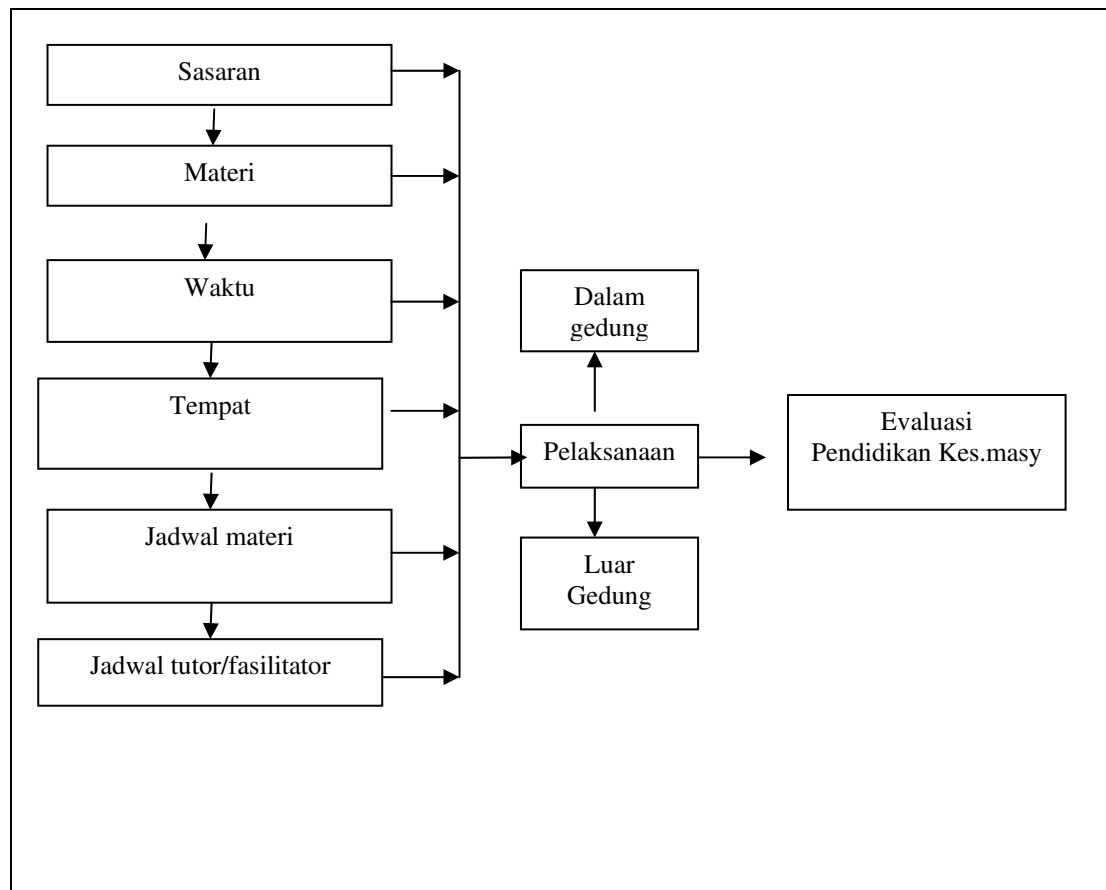 Sasaran
Materi
Waktu
Tempat
Jadwal materi
Jadwal tutor/fasilitator
Dalam
gedung
Pelaksanaan
Luar
Gedung
Evaluasi
Pendidikan Kes.masy